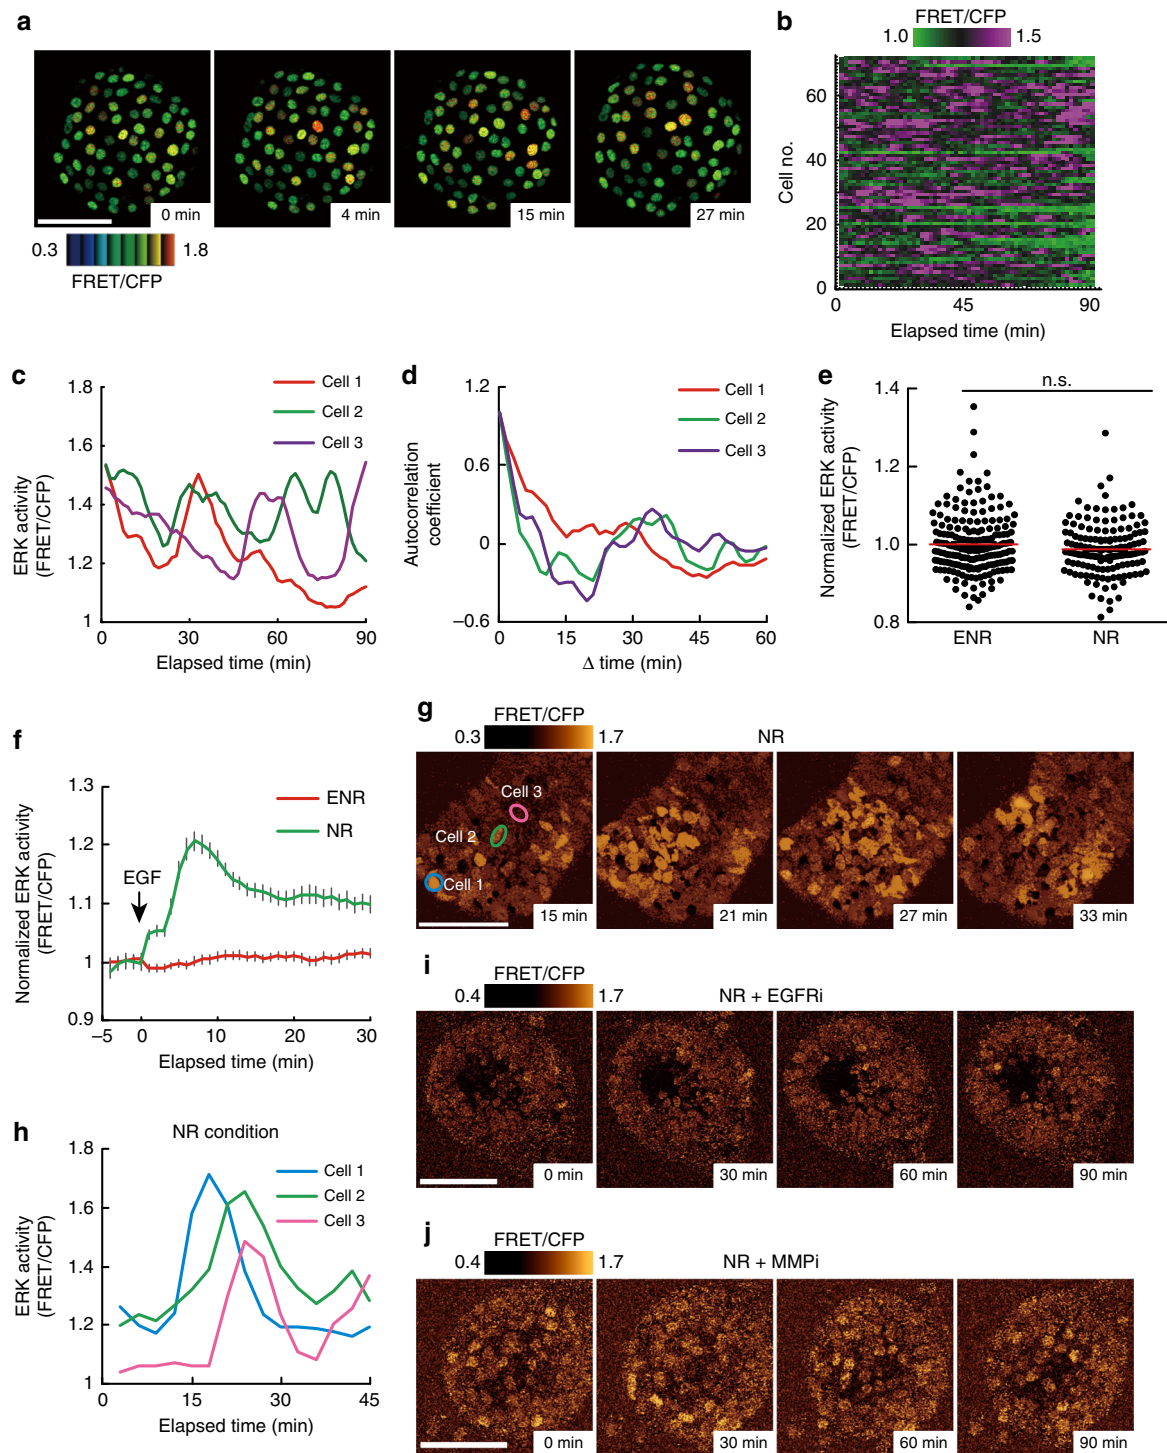 a
0 min
4 min
15 min
27 min
0.3
1.8
FRET/CFP
b
FRET/CFP
1.0
1.5
Cell no.
60
40
20
0
0
45
90
Elapsed time (min)
c
ERK activity
(FRET/CFP)
1.8
1.6
1.4
1.2
1
0
30
60
90
Elapsed time (min)
Cell 1
Cell 2
Cell 3
d
Autocorrelation
coefficient
1.2
0.6
0
–0.6
0
15
30
45
60
Δ time (min)
Cell 1
Cell 2
Cell 3
e
Normalized ERK activity
(FRET/CFP)
1.4
1.2
1.0
0.8
n.s.
ENR
NR
f
Normalized ERK activity
(FRET/CFP)
1.3
1.2
1.1
1
0.9
–5
0
10
20
30
Elapsed time (min)
EGF
ENR
NR
g
FRET/CFP
0.3
1.7
NR
Cell 3
Cell 2
Cell 1
15 min
21 min
27 min
33 min
h
NR condition
ERK activity
(FRET/CFP)
1.8
1.6
1.4
1.2
1
0
15
30
45
Elapsed time (min)
Cell 1
Cell 2
Cell 3
i
FRET/CFP
0.4
1.7
NR + EGFRi
0 min
30 min
60 min
90 min
j
FRET/CFP
0.4
1.7
NR + MMPi
0 min
30 min
60 min
90 min